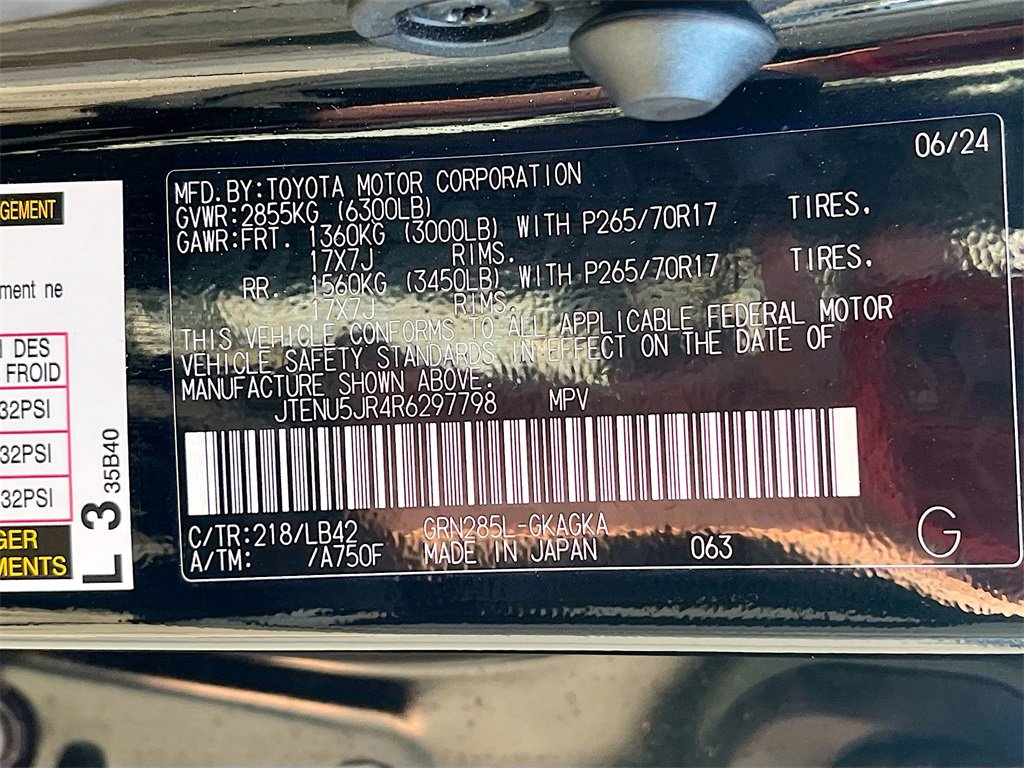 06/24
MFD.BY:TOYOTA MOTOR CORPORATION
GVWR:2855KG (6300LB)
GAWR:FRT. 1360KG (3000LB) WITH P265/70R17 TIRES,
17X7J RIMS.
RR. 1560KG (3450LB) WITH P265/70R17 TIRES,
17X7J RIMS.
THIS VEHICLE CONFORMS TO ALL APPLICABLE FEDERAL MOTOR
VEHICLE SAFETY STANDARDS IN EFFECT ON THE DATE OF
MANUFACTURE SHOWN ABOVE.
JTENU5JR4R6297798 MPV
C/TR:218/LB42 GRN285L-GKAGKA
A/TM: /A750F MADE IN JAPAN 063
G
GEMENT
ment ne
DES
FROID
32PSI
32PSI
32PSI
GER
MENTS
L 3 35B40